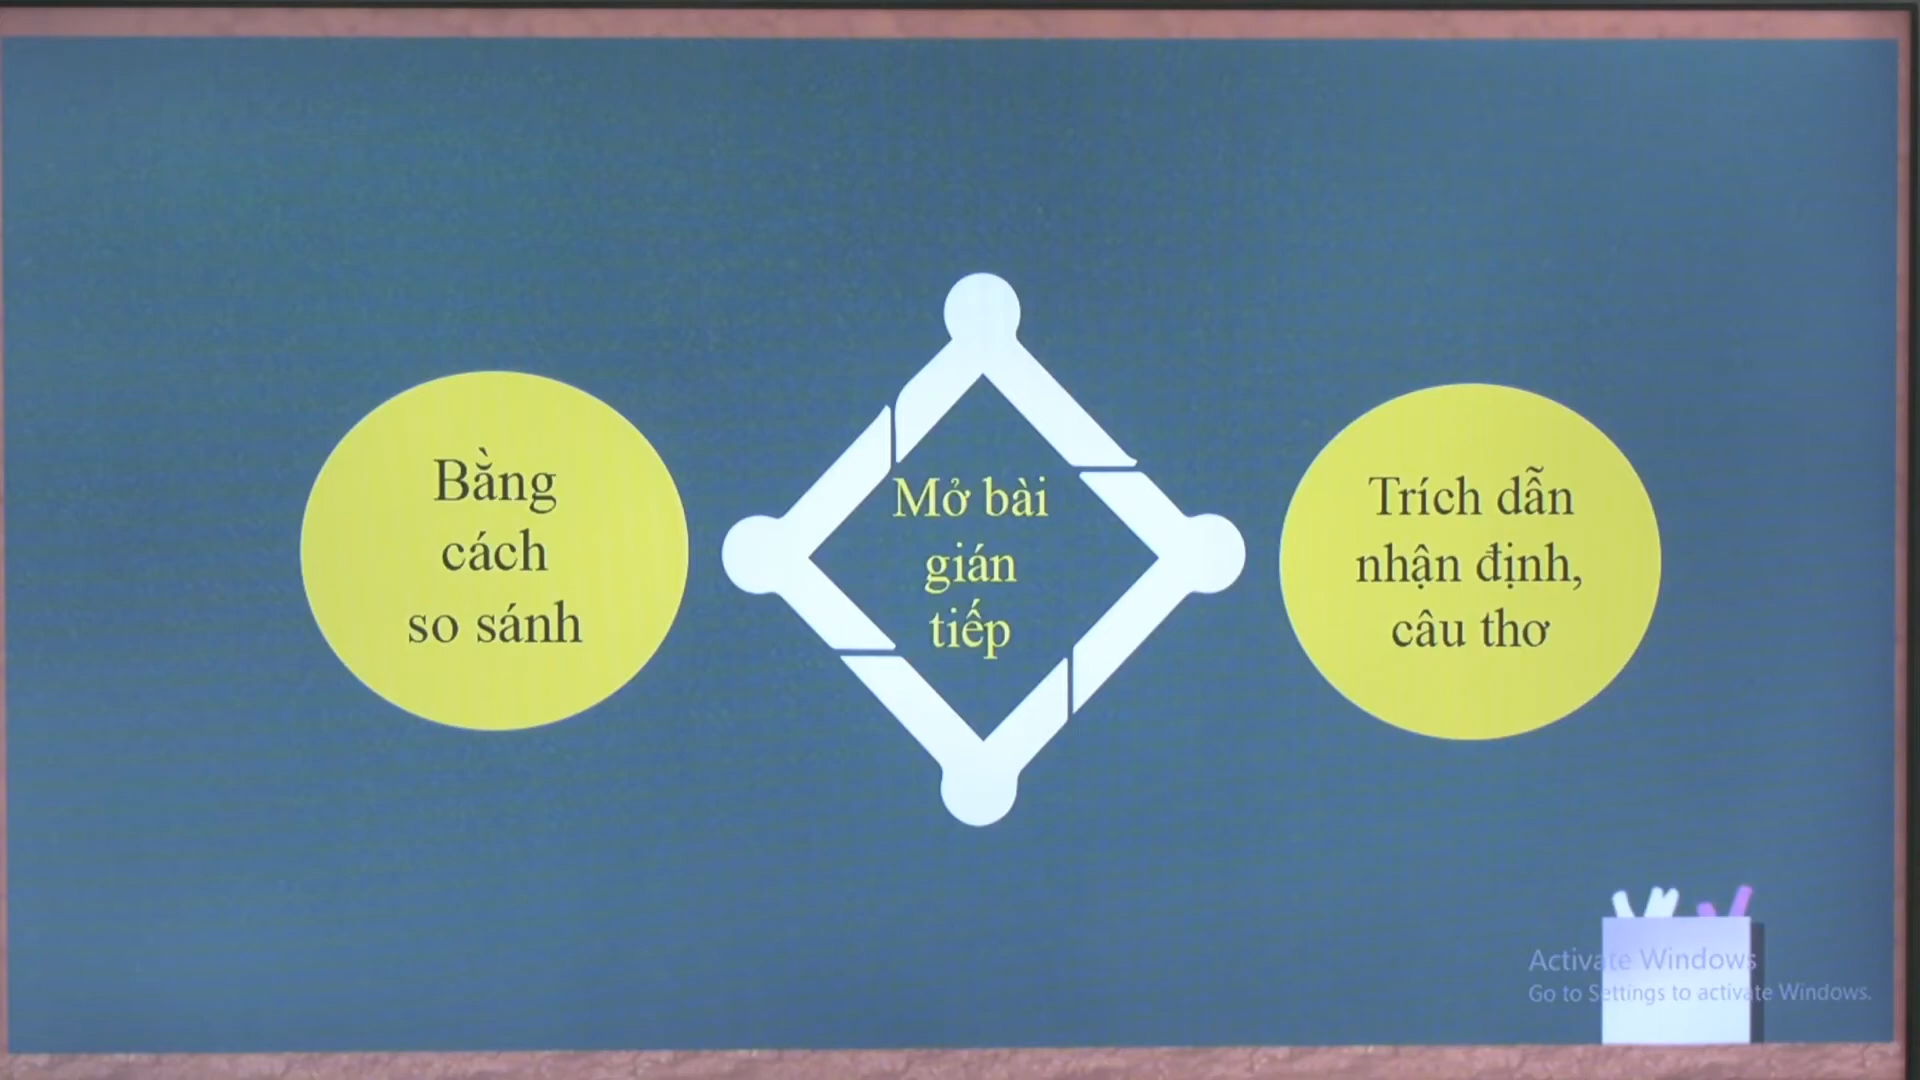 Bằng
cách
so sánh
Mở bài
gián
tiếp
Trích dẫn
nhận định,
câu thơ
Activate Windows
Go to Settings to activate Windows.